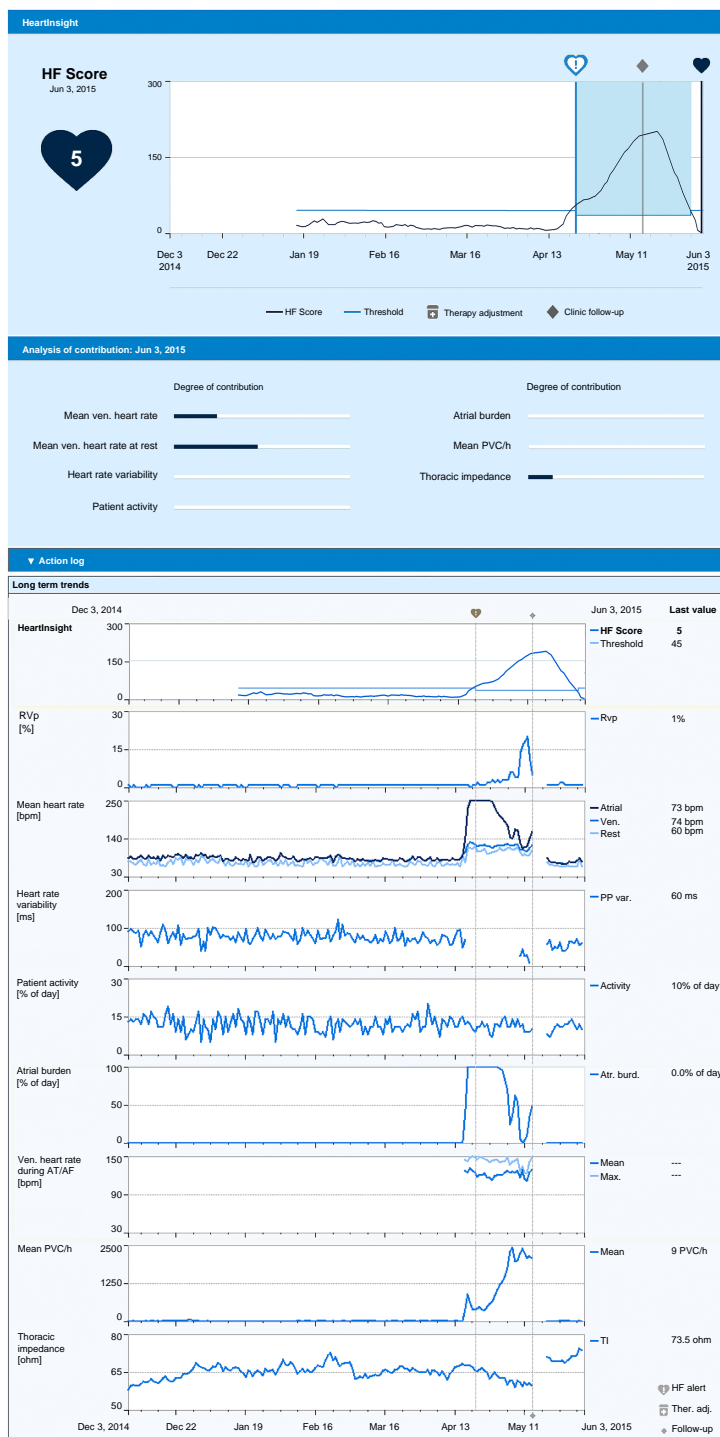 HeartInsight
HF Score
Jun 3, 2015
5
!
300
150
0
Dec 3
2014
Dec 22
Jan 19
Feb 16
Mar 16
Apr 13
May 11
Jun 3
2015
HF Score
Threshold
Therapy adjustment
Clinic follow-up
Analysis of contribution: Jun 3, 2015
Degree of contribution
Degree of contribution
Mean ven. heart rate
Atrial burden
Mean ven. heart rate at rest
Mean PVC/h
Heart rate variability
Thoracic impedance
Patient activity
▼ Action log
Long term trends
Dec 3, 2014
Jun 3, 2015
Last value
HeartInsight
300
150
0
HF Score 5
Threshold 45
RVp
[%]
30
15
0
Rvp 1%
Mean heart rate
[bpm]
250
140
30
Atrial 73 bpm
Ven. 74 bpm
Rest 60 bpm
Heart rate
variability
[ms]
200
100
0
PP var. 60 ms
Patient activity
[% of day]
30
15
0
Activity 10% of day
Atrial burden
[% of day]
100
50
0
Atr. burd. 0.0% of day
Ven. heart rate
during AT/AF
[bpm]
150
90
30
Mean ---
Max. ---
Mean PVC/h
2500
1250
0
Mean 9 PVC/h
Thoracic
impedance
[ohm]
80
65
50
TI 73.5 ohm
HF alert
Ther. adj.
Follow-up
Dec 3, 2014
Dec 22
Jan 19
Feb 16
Mar 16
Apr 13
May 11
Jun 3, 2015